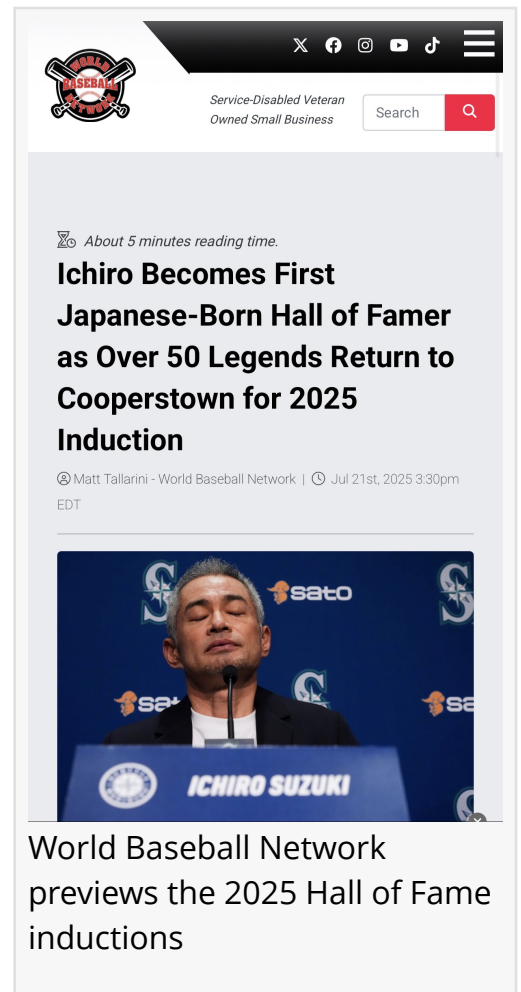 WORLD
BASEBALL
NETWORK
Service-Disabled Veteran
Owned Small Business
Search
About 5 minutes reading time.
Ichiro Becomes First
Japanese-Born Hall of Famer
as Over 50 Legends Return to
Cooperstown for 2025
Induction
Matt Tallarini - World Baseball Network | Jul 21st, 2025 3:30pm
EDT
S
sato
S
sat
S
se
ICHIRO SUZUKI
World Baseball Network
previews the 2025 Hall of Fame
inductions